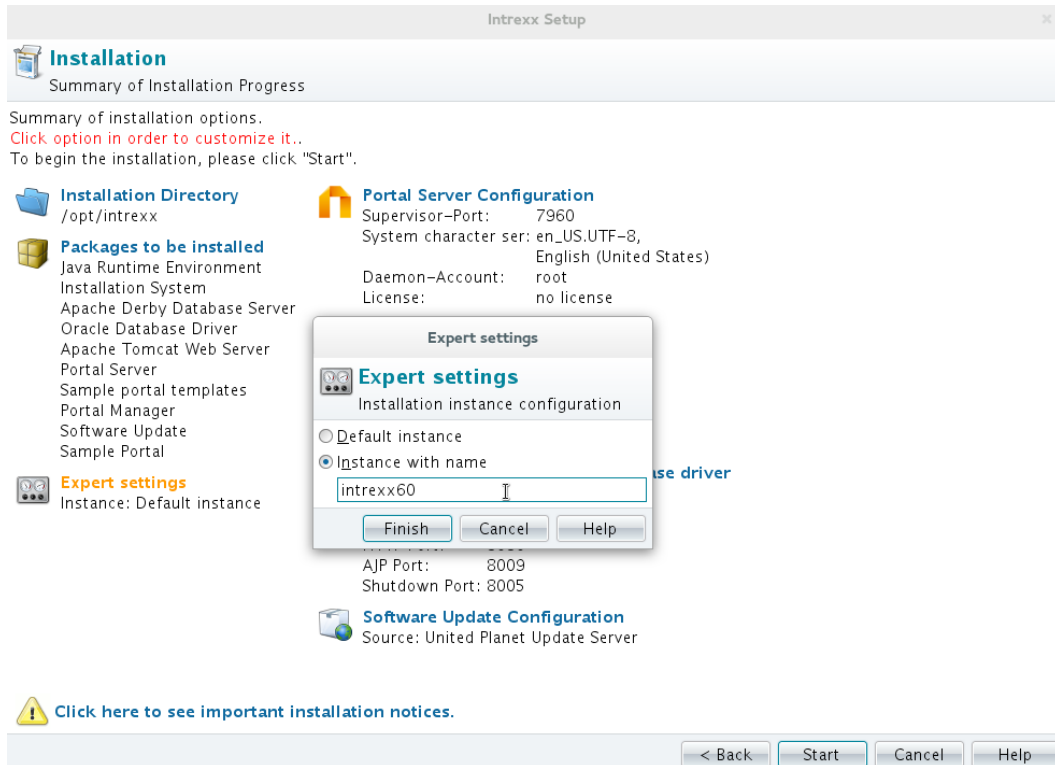 Intrexx Setup
Installation
Summary of Installation Progress
Summary of installation options.
Click option in order to customize it..
To begin the installation, please click "Start".
Installation Directory
/opt/intrexx
Packages to be installed
Java Runtime Environment
Installation System
Apache Derby Database Server
Oracle Database Driver
Apache Tomcat Web Server
Portal Server
Sample portal templates
Portal Manager
Software Update
Sample Portal
Expert settings
Instance: Default instance
Portal Server Configuration
Supervisor-Port: 7960
System character ser: en_US.UTF-8,
English (United States)
Daemon-Account: root
License: no license
Expert settings
Expert settings
Installation instance configuration
Default instance
Instance with name
intrexx60
Finish Cancel Help
driver
AJP Port: 8009
Shutdown Port: 8005
Software Update Configuration
Source: United Planet Update Server
Click here to see important installation notices.
< Back Start Cancel Help